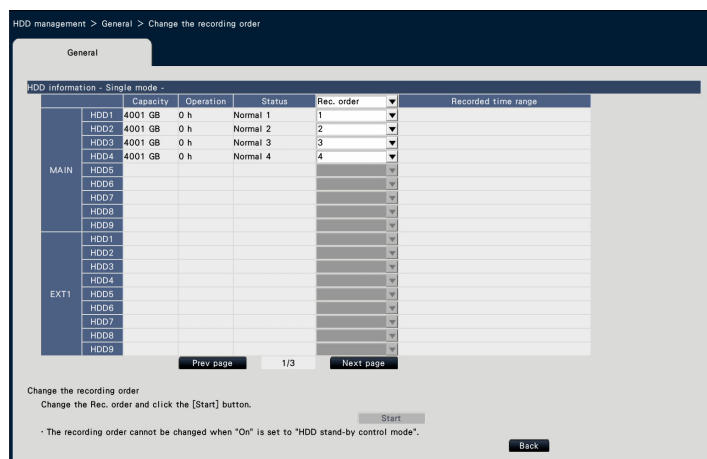 HDD management > General > Change the recording order
General
HDD information - Single mode -
Capacity Operation Status Rec. order Recorded time range
MAIN
HDD1 4001 GB 0 h Normal 1 1
HDD2 4001 GB 0 h Normal 2 2
HDD3 4001 GB 0 h Normal 3 3
HDD4 4001 GB 0 h Normal 4 4
HDD5
HDD6
HDD7
HDD8
HDD9
EXT1
HDD1
HDD2
HDD3
HDD4
HDD5
HDD6
HDD7
HDD8
HDD9
Prev page 1/3 Next page
Change the recording order
Change the Rec. order and click the [Start] button.
Start
· The recording order cannot be changed when "On" is set to "HDD stand-by control mode".
Back